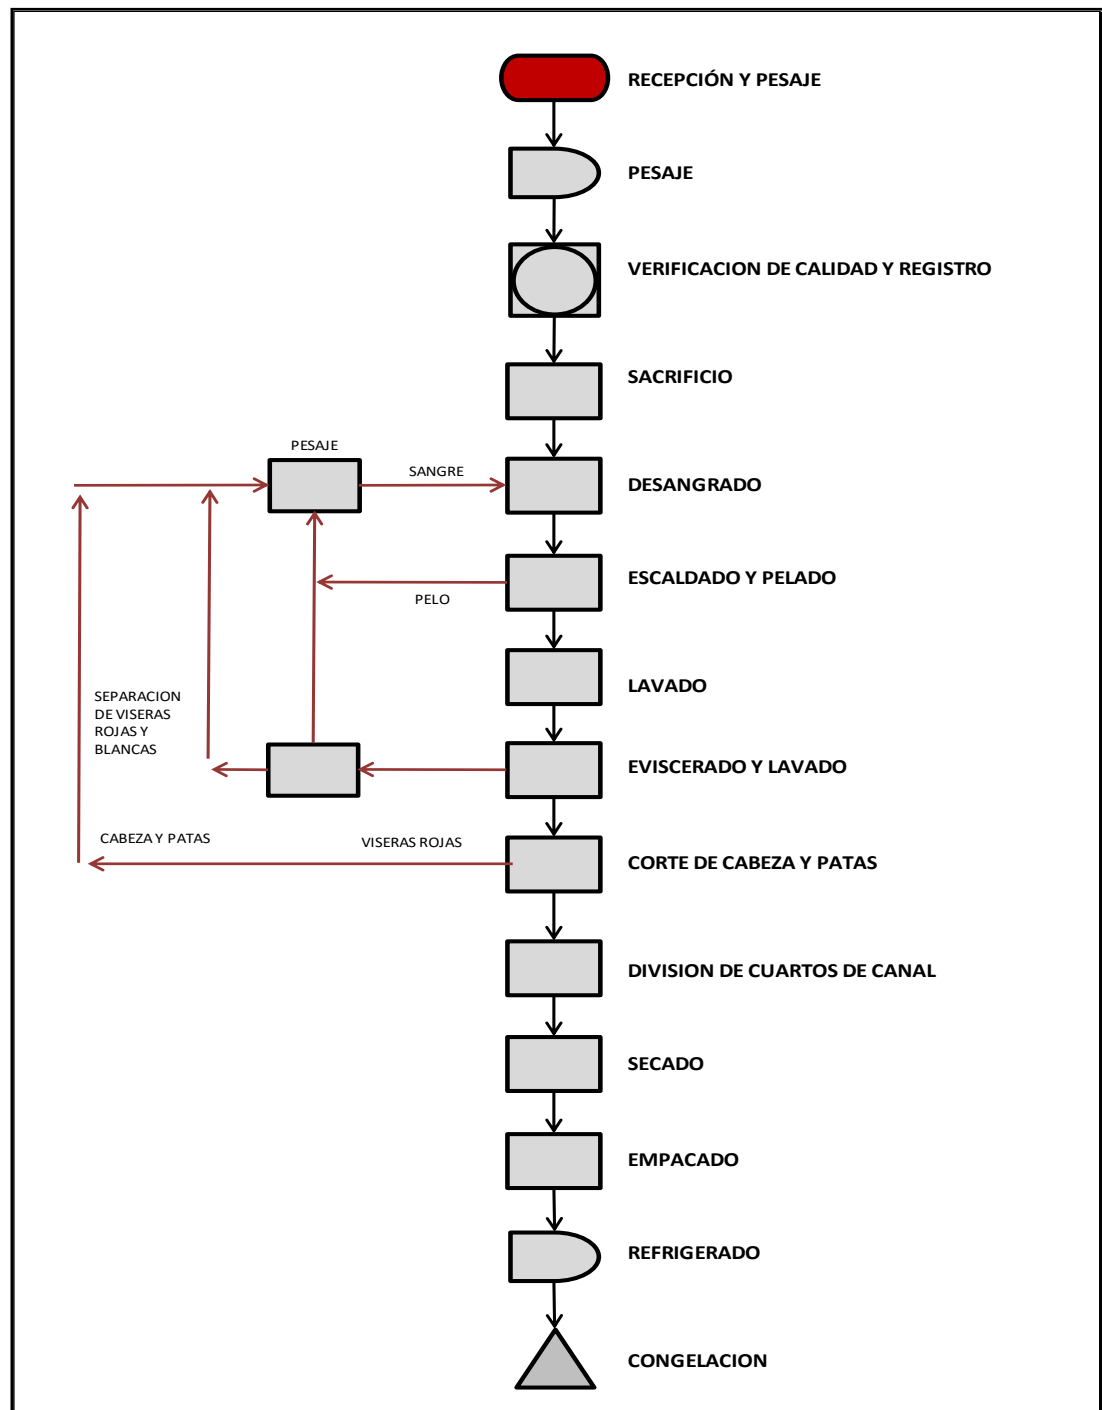 RECEPCIÓN Y PESAJE
PESAJE
VERIFICACION DE CALIDAD Y REGISTRO
SACRIFICIO
PESAJE
SANGRE
DESANGRADO
ESCALDADO Y PELADO
PELO
LAVADO
SEPARACION
DE VISERAS
ROJAS Y
BLANCAS
EVISCERADO Y LAVADO
CABEZA Y PATAS
VISERAS ROJAS
CORTE DE CABEZA Y PATAS
DIVISION DE CUARTOS DE CANAL
SECADO
EMPACADO
REFRIGERADO
CONGELACION